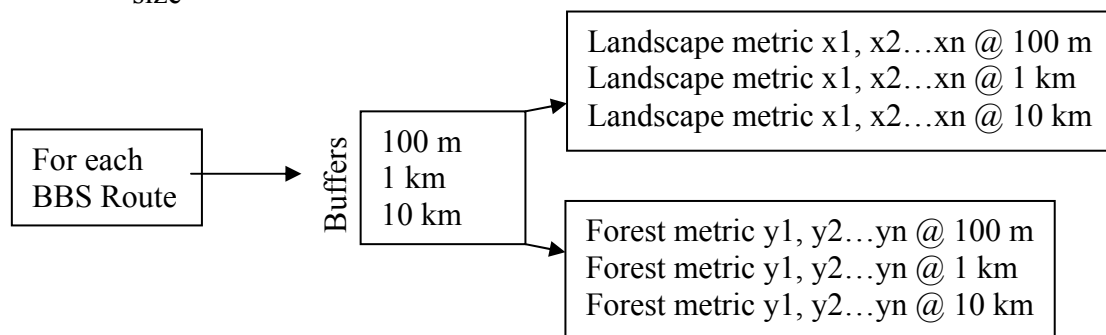 size
For each
BBS Route
Buffers
100 m
1 km
10 km
Landscape metric x1, x2…xn @ 100 m
Landscape metric x1, x2…xn @ 1 km
Landscape metric x1, x2…xn @ 10 km
Forest metric y1, y2…yn @ 100 m
Forest metric y1, y2…yn @ 1 km
Forest metric y1, y2…yn @ 10 km